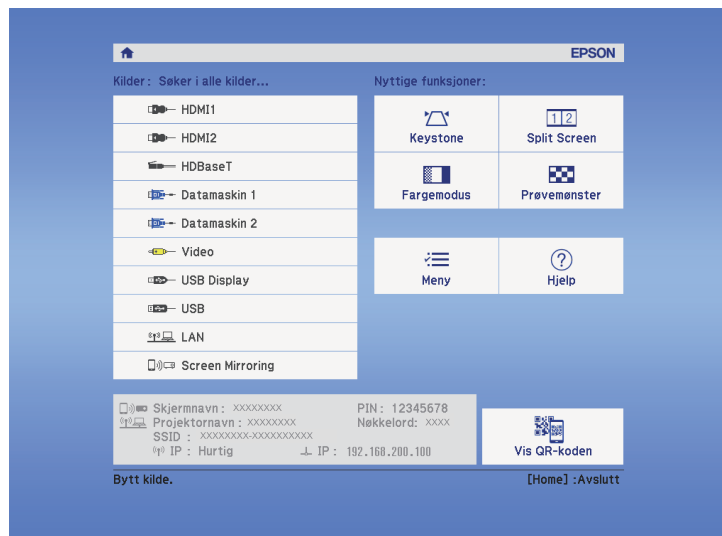 EPSON
Kilder : Søker i alle kilder...
HDMI1
HDMI2
HDBaseT
Datamaskin 1
Datamaskin 2
Video
USB Display
USB
LAN
Screen Mirroring
Nyttige funksjoner:
Keystone
1 2
Split Screen
Fargemodus
Prøvemønster
Meny
?
Hjelp
Skjermnavn : XXXXXXXX PIN : 12345678
Projektornavn : XXXXXXXX Nøkkelord: XXXX
SSID : XXXXXXXX-XXXXXXXXXX
IP : Hurtig IP : 192.168.200.100
Vis QR-koden
Bytt kilde. [Home] :Avslutt